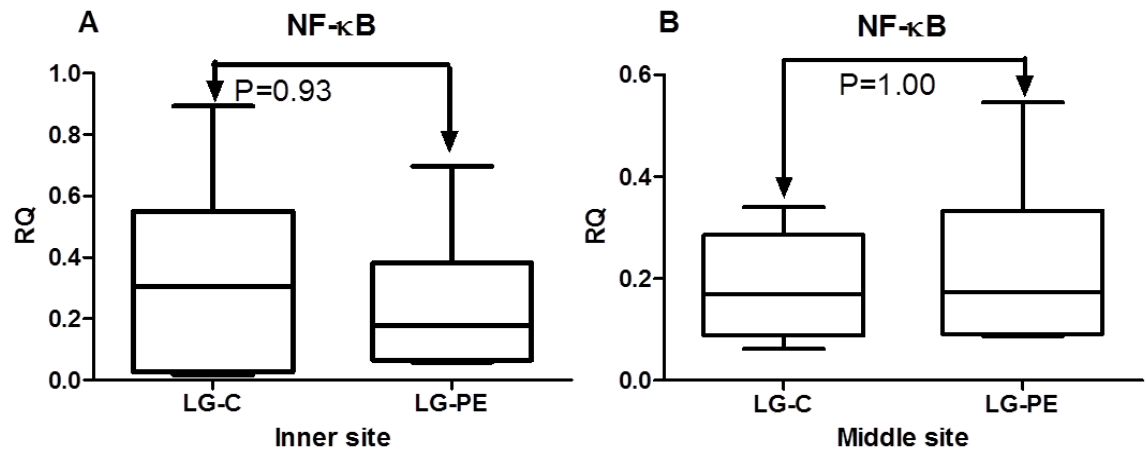 A
NF-κB
P=0.93
1.0
0.8
0.6
0.4
0.2
0.0
RQ
LG-C LG-PE
Inner site
B
NF-κB
P=1.00
0.6
0.4
0.2
0.0
RQ
LG-C LG-PE
Middle site